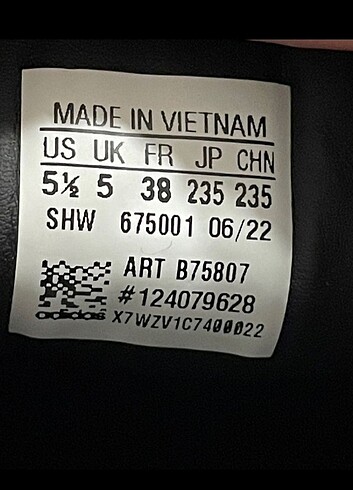 MADE IN VIETNAM
US UK FR JP CHN
5½ 5 38 235 235
SHW 675001 06/22
ART B75807
#124079628
adidas X7WZV1C7400022